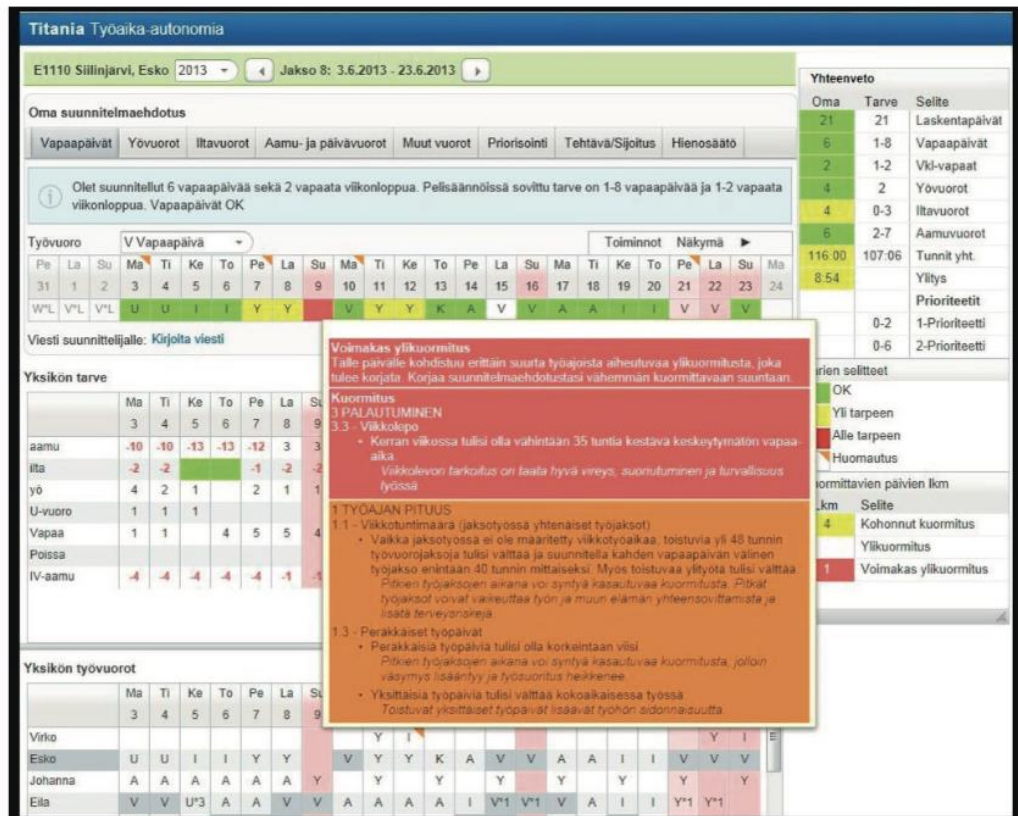 Titania Työaika-autonomia
E1110 Siilinjärvi, Esko 2013 Jakso 8: 3.6.2013 - 23.6.2013
Oma suunnitelmaehdotus
Vapaapäivät Yövuorot Iltavuorot Aamu- ja päivävuorot Muut vuorot Priorisointi Tehtävä/Sijoitus Hienosäätö
Olet suunnitellut 6 vapaapäivää sekä 2 vapaata viikonloppua. Pelisäännöissä sovittu tarve on 1-8 vapaapäivää ja 1-2 vapaata
viikonloppua. Vapaapäivät OK
Työvuoro V Vapaapäivä Toiminnot Näkymä
Pe La Su Ma Ti Ke To Pe La Su Ma Ti Ke To Pe La Su Ma Ti Ke To Pe La Su Ma
31 1 2 3 4 5 6 7 8 9 10 11 12 13 14 15 16 17 18 19 20 21 22 23 24
W*L V*L V*L U U I I Y Y V Y Y K A V V A A I I V V V
Viesti suunnittelijalle: Kirjoita viesti
Yksikön tarve
Ma Ti Ke To Pe La Su
3 4 5 6 7 8 9
aamu -10 -10 -13 -13 -12 3 3
ilta -2 -2 -1 -2 -2
yö 4 2 1 2 1 1
U-vuoro 1 1 1
Vapaa 1 1 4 5 5 4
Poissa
IV-aamu -4 -4 -4 -4 -4 -1 -1
Voimakas ylikuormitus
Tälle päivälle kohdistuu erittäin suurta työajoista aiheutuvaa ylikuormitusta, joka
tulee korjata. Korjaa suunnitelmaehdotustasi vähemmän kuormittavaan suuntaan.
Kuormitus
3 PALAUTUMINEN
3.3 - Viikkolepo
• Kerran viikossa tulisi olla vähintään 35 tuntia kestävä keskeytymätön vapaa-
aika.
Viikkolevon tarkoitus on taata hyvä vireys, suoriutuminen ja turvallisuus
työssä
1 TYÖAJAN PITUUS
1.1 - Viikkotuntimäärä (jaksotyössä yhtenäiset työjaksot)
• Vaikka jaksotyössä ei ole määritetty viikkotyöaikaa, toistuvia yli 48 tunnin
työvuorojaksoja tulisi välttää ja suunnitella kahden vapaapäivän välinen
työjakso enintään 40 tunnin mittaiseksi. Myös toistuvaa ylityötä tulisi välttää
Pitkien työjaksojen aikana voi syntyä kasautuvaa kuormitusta. Pitkät
työjaksot voivat vaikeuttaa työn ja muun elämän yhteensovittamista ja
lisätä terveysriskejä.
1.3 - Peräkkäiset työpäivät
• Peräkkäisiä työpäiviä tulisi olla korkeintaan viisi
Pitkien työjaksojen aikana voi syntyä kasautuvaa kuormitusta, jolloin
väsymys lisääntyy ja työsuoritus heikkenee.
• Yksittäisiä työpäiviä tulisi välttää kokoaikaisessa työssä
Toistuvat yksittäiset työpäivät lisäävät työhön sidonnaisuutta.
Yksikön työvuorot
Ma Ti Ke To Pe La Su
3 4 5 6 7 8 9
Virko Y I Y I
Esko U U I I Y Y V Y Y K A V V A A I I V V V
Johanna A A A A A A Y Y Y Y Y Y Y
Eila V V U*3 A A V V A A A A I V*1 V*1 V A I I Y*1 Y*1
Yhteenveto
Oma Tarve Selite
21 21 Laskentapäivät
6 1-8 Vapaapäivät
2 1-2 Vkl-vapaat
4 2 Yövuorot
4 0-3 Iltavuorot
6 2-7 Aamuvuorot
116:00 107:06 Tunnit yht.
8:54 Ylitys
Prioriteetit
0-2 1-Prioriteetti
0-6 2-Prioriteetti
selitteet
OK
Yli tarpeen
Alle tarpeen
Huomautus
päivien lkm
Selite
4 Kohonnut kuormitus
Ylikuormitus
1 Voimakas ylikuormitus